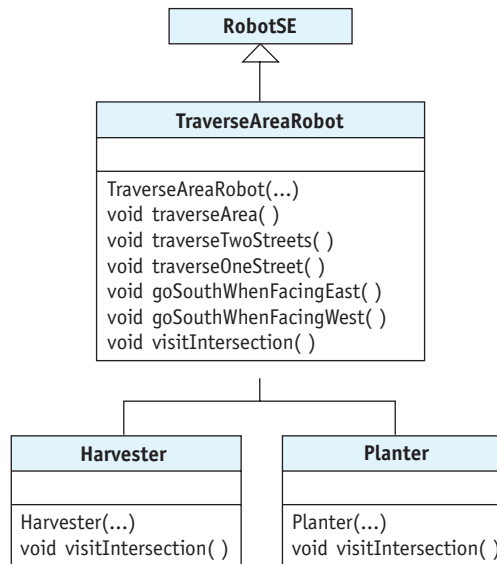 RobotSE
TraverseAreaRobot
TraverseAreaRobot(...)
void traverseArea( )
void traverseTwoStreets( )
void traverseOneStreet( )
void goSouthWhenFacingEast( )
void goSouthWhenFacingWest( )
void visitIntersection( )
Harvester
Harvester(...)
void visitIntersection( )
Planter
Planter(...)
void visitIntersection( )